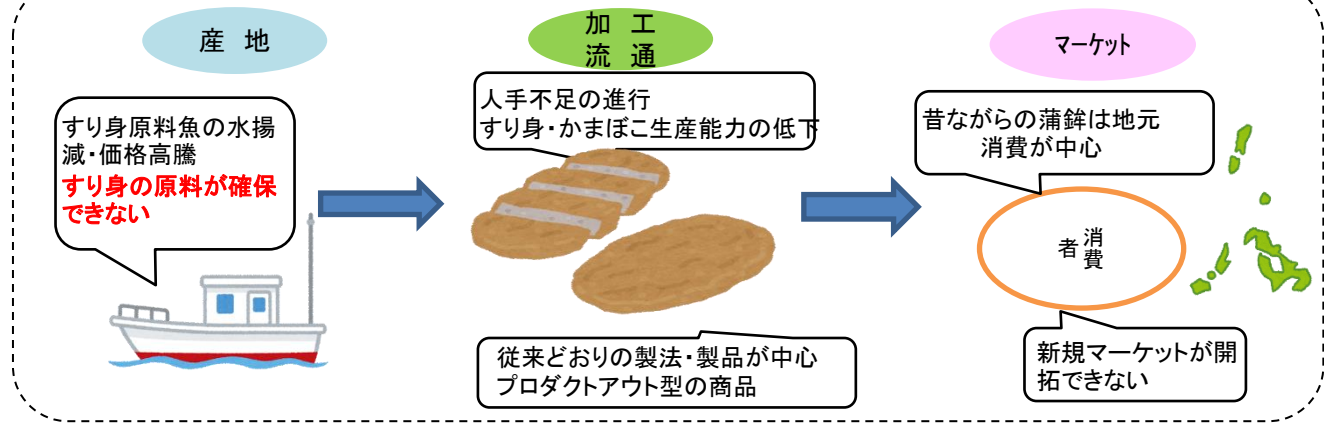 産 地
すり身原料魚の水揚
減・価格高騰
すり身の原料が確保
できない
加 工
流 通
人手不足の進行
すり身・かまぼこ生産能力の低下
従来どおりの製法・製品が中心
プロダクトアウト型の商品
マーケット
昔ながらの蒲鉾は地元
消費が中心
消費
者
新規マーケットが開
拓できない